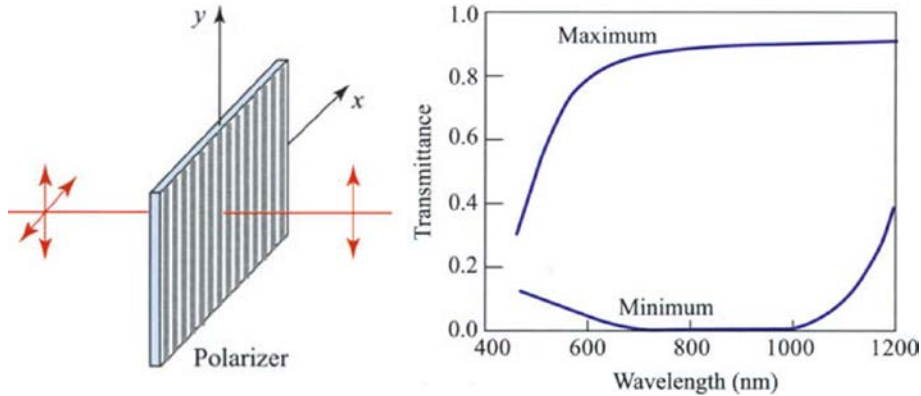 y
x
Polarizer
Transmittance
1.0
0.8
0.6
0.4
0.2
0.0
Maximum
Minimum
400
600
800
1000
1200
Wavelength (nm)